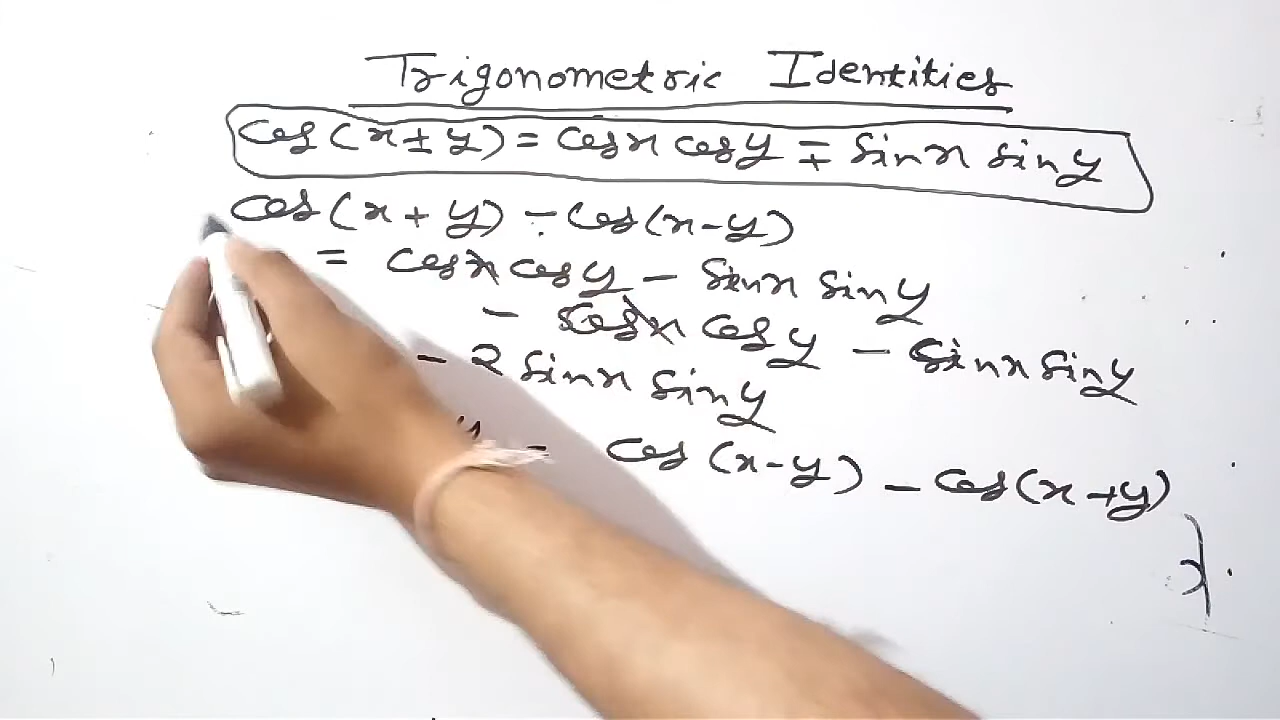 Trigonometric Identities
cos(x±y) = cosx cosy ∓ sinx siny
cos(x+y) - cos(x-y)
= cosx cosy - sinx siny
- cosx cosy - sinx siny
- 2 sinx siny
y = cos(x-y) - cos(x+y)